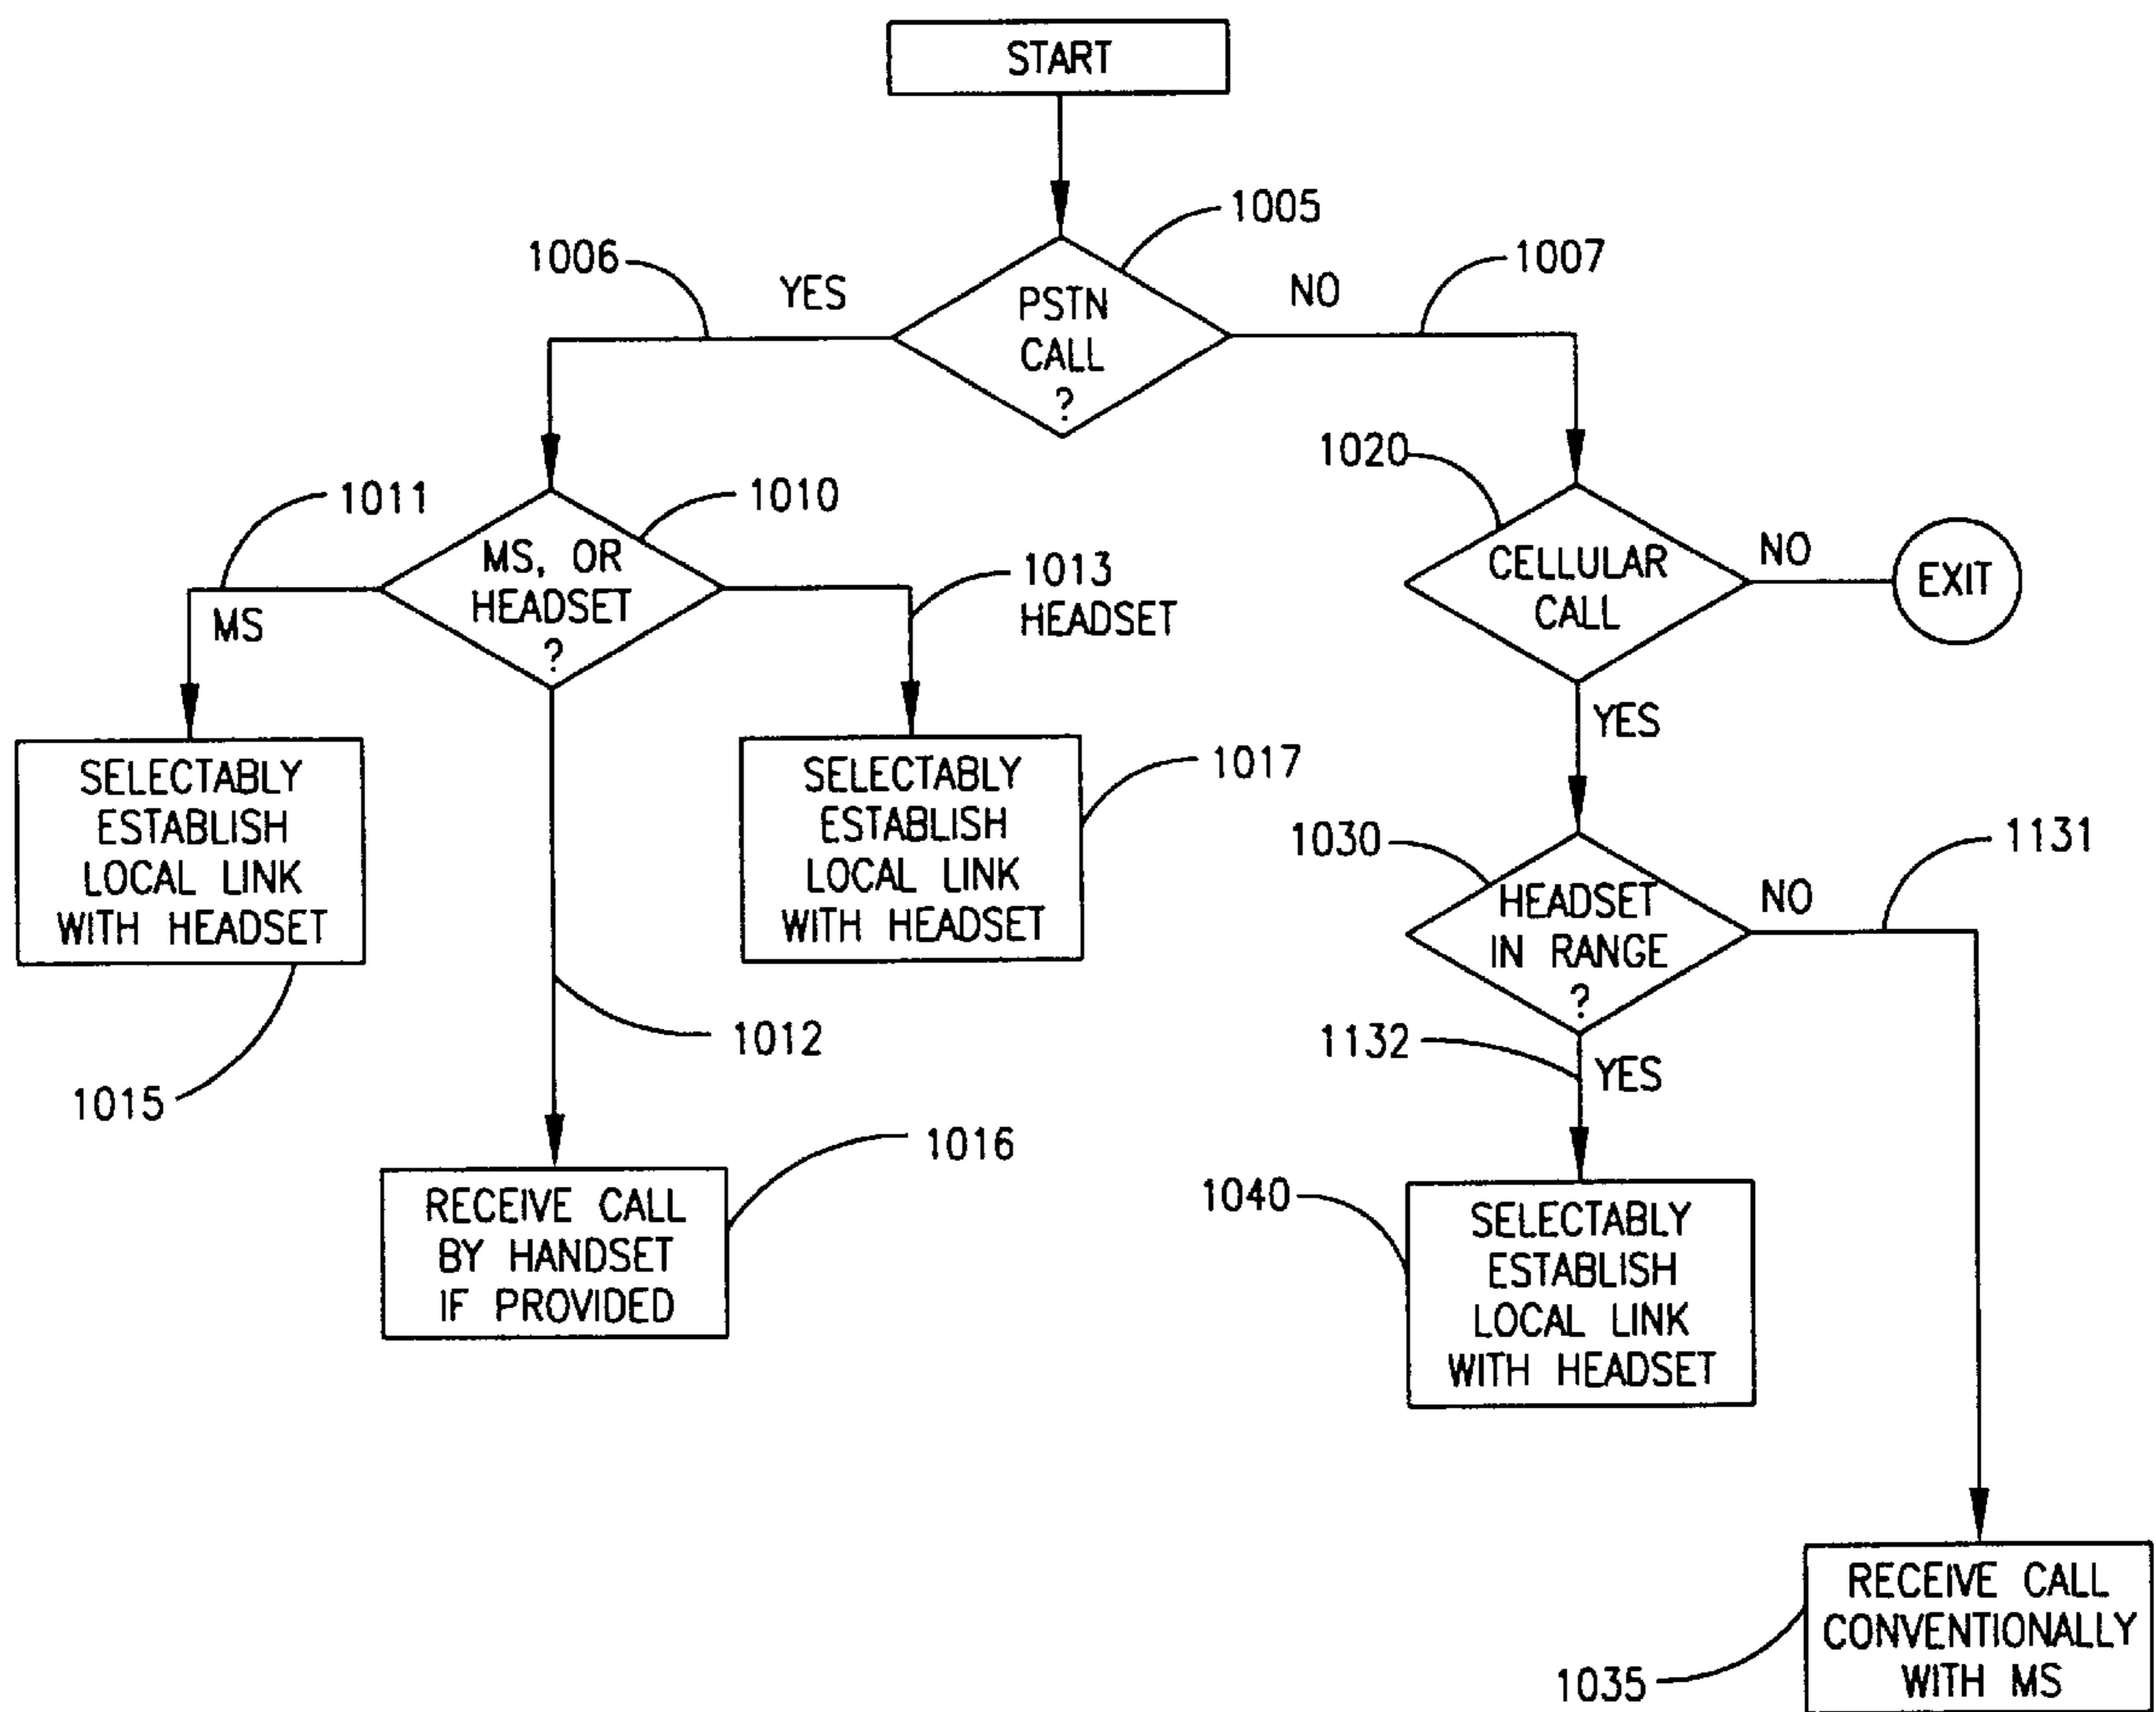 START
1005
1006
YES
PSTN
CALL
?
NO
1007
1011
MS
MS, OR
HEADSET
?
1010
1013
HEADSET
1020
CELLULAR
CALL
NO
EXIT
YES
SELECTABLY
ESTABLISH
LOCAL LINK
WITH HEADSET
1015
SELECTABLY
ESTABLISH
LOCAL LINK
WITH HEADSET
1017
1012
RECEIVE CALL
BY HANDSET
IF PROVIDED
1016
1030
HEADSET
IN RANGE
?
NO
1131
1132
YES
1040
SELECTABLY
ESTABLISH
LOCAL LINK
WITH HEADSET
RECEIVE CALL
CONVENTIONALLY
WITH MS
1035